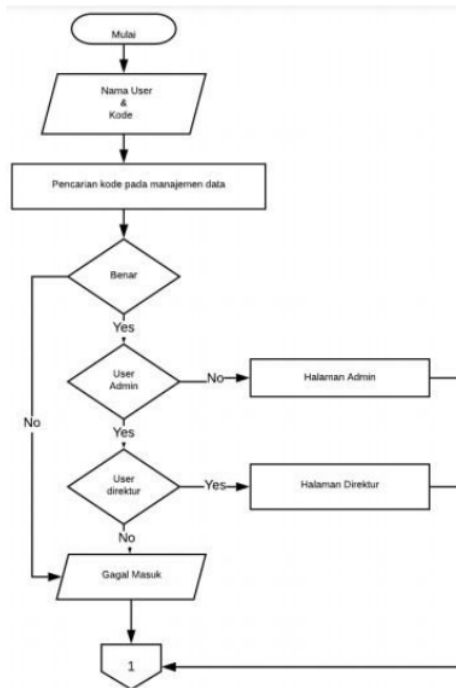 Mulai
Nama User
&
Kode
Pencarian kode pada manajemen data
Benar
Yes
User
Admin
No
Halaman Admin
No
Yes
User
direktur
Yes
Halaman Direktur
No
Gagal Masuk
1